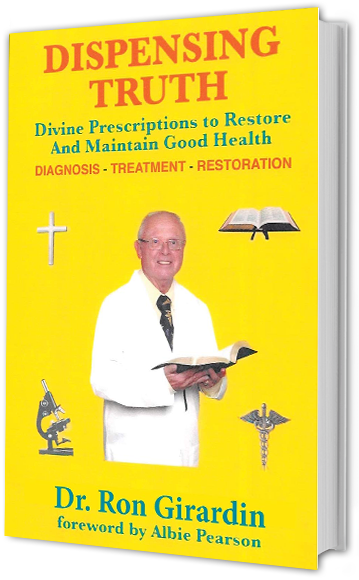 DISPENSING
TRUTH
Divine Prescriptions to Restore
And Maintain Good Health
DIAGNOSIS - TREATMENT - RESTORATION
Dr. Ron Girardin
foreword by Albie Pearson